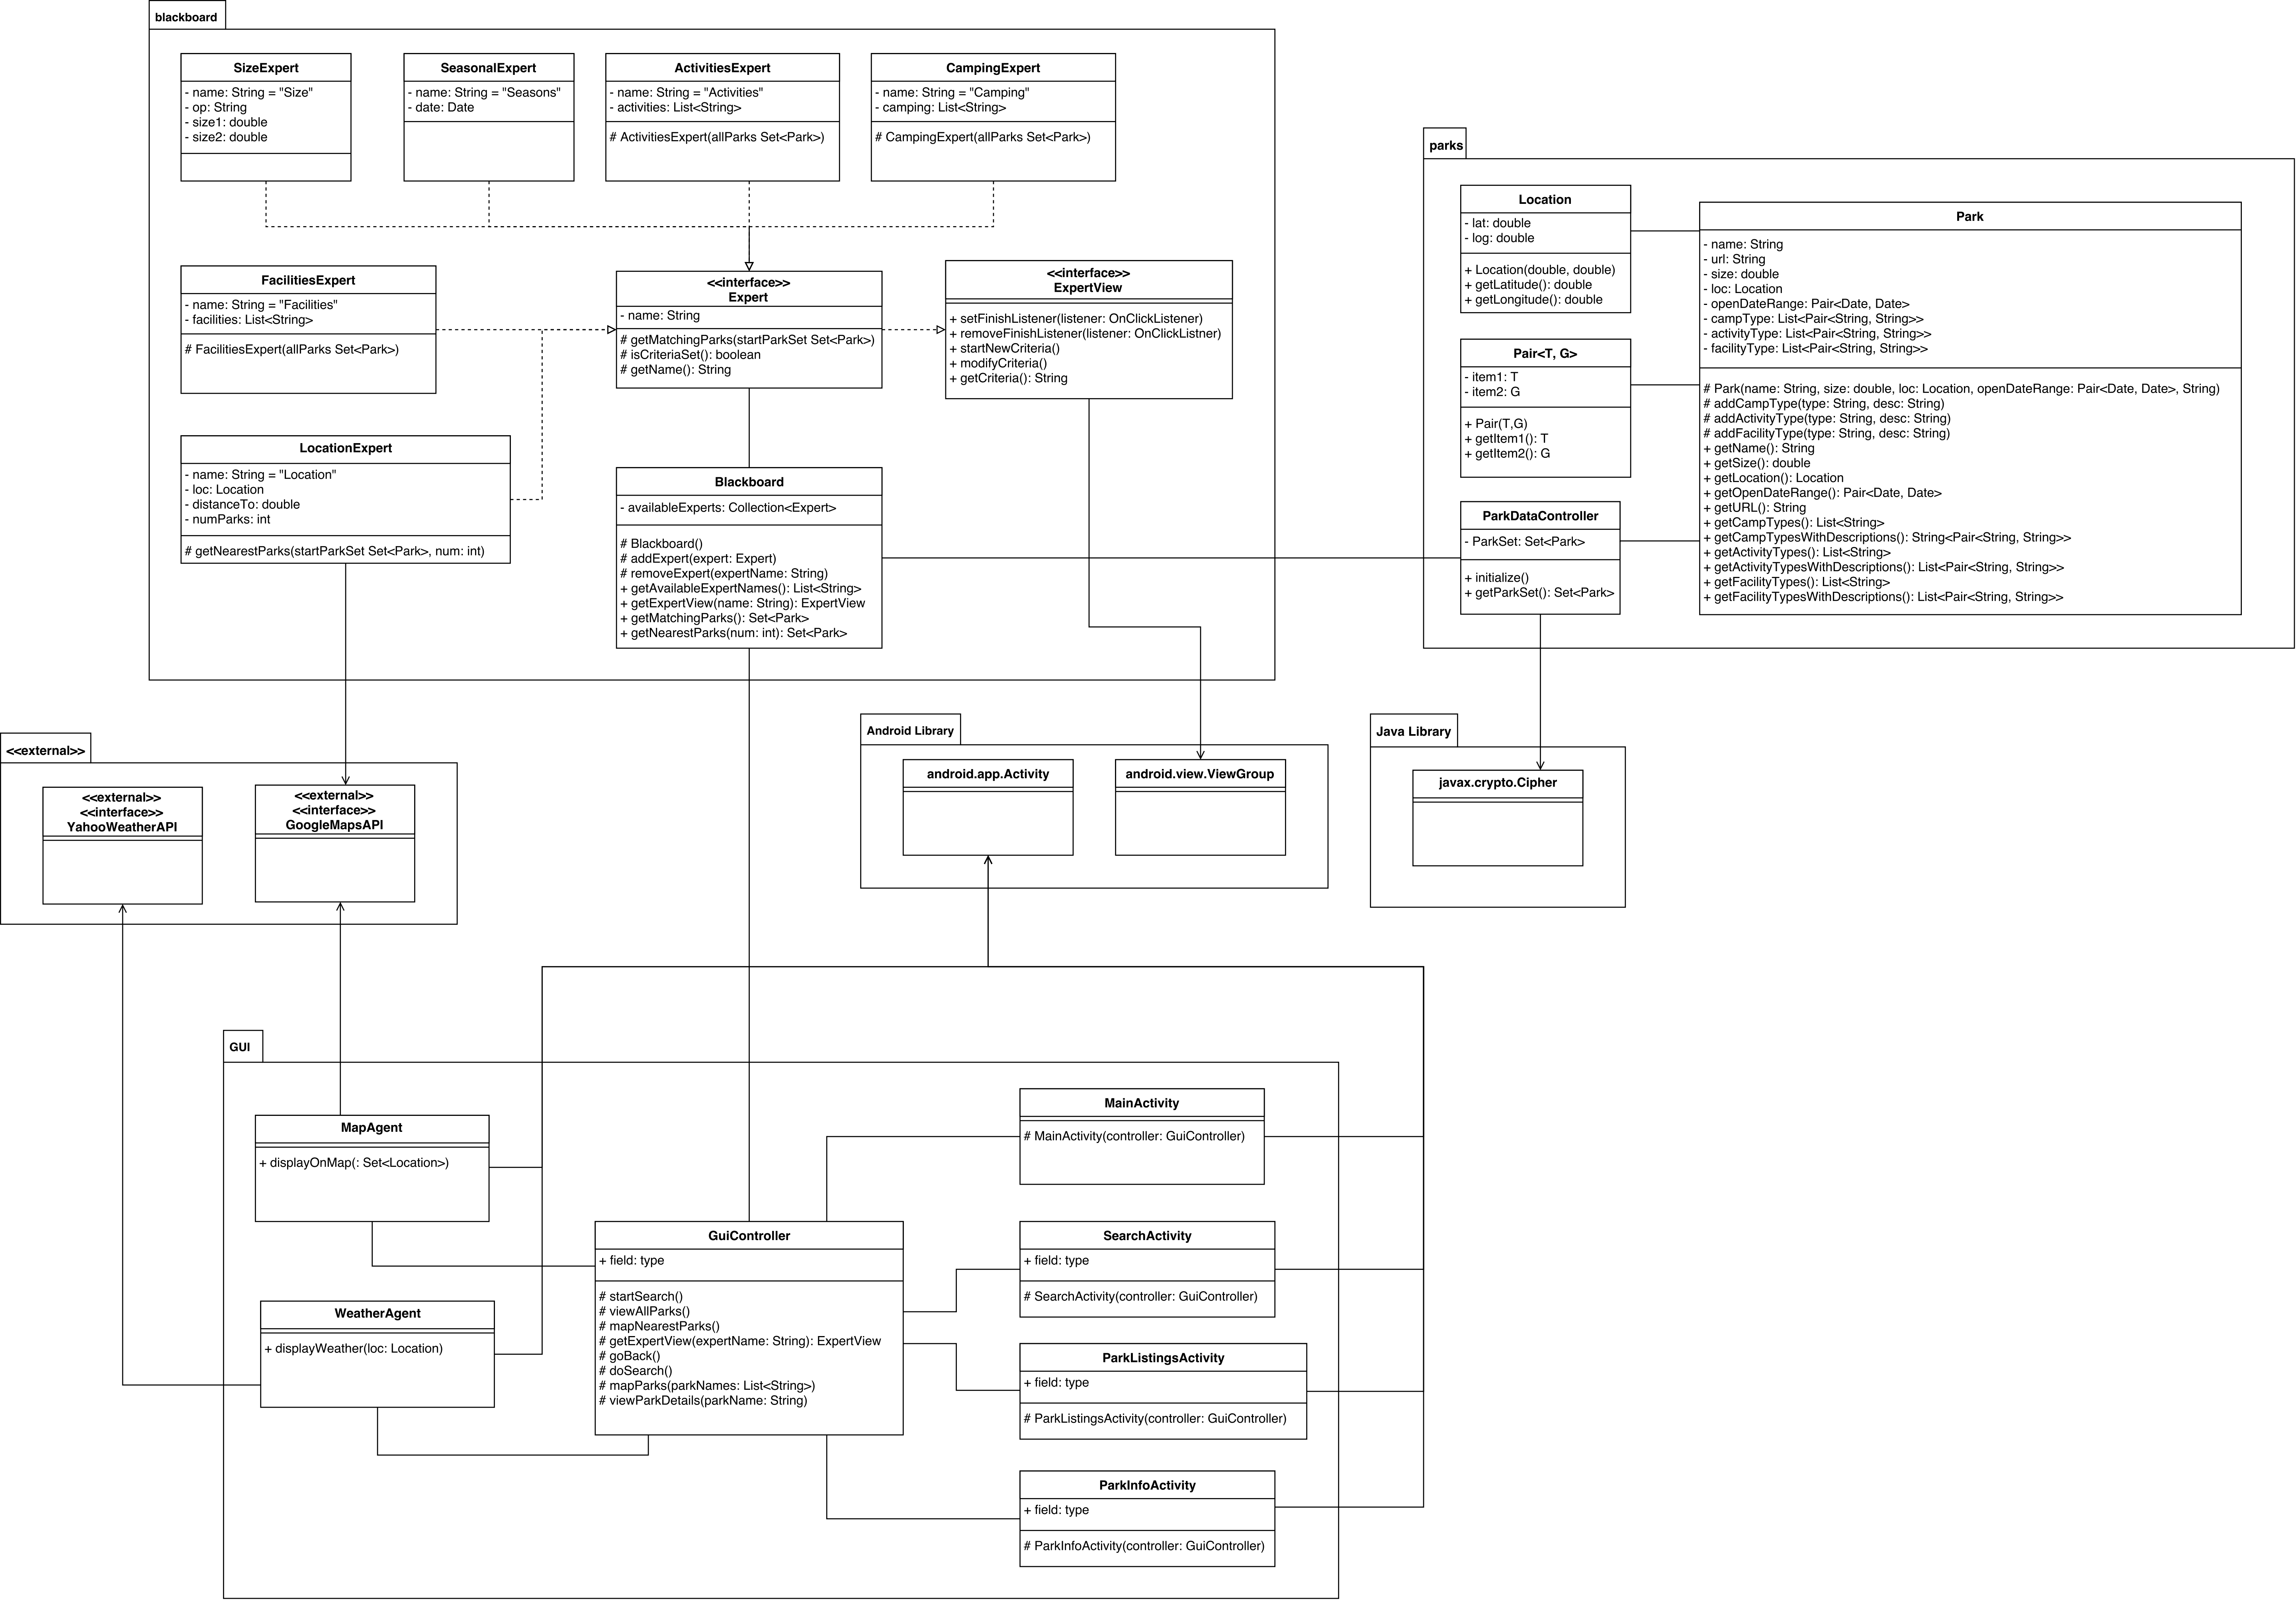 blackboard
SizeExpert
- name: String = "Size"
- op: String
- size1: double
- size2: double
SeasonalExpert
- name: String = "Seasons"
- date: Date
ActivitiesExpert
- name: String = "Activities"
- activities: List<String>
# ActivitiesExpert(allParks Set<Park>)
CampingExpert
- name: String = "Camping"
- camping: List<String>
# CampingExpert(allParks Set<Park>)
FacilitiesExpert
- name: String = "Facilities"
- facilities: List<String>
# FacilitiesExpert(allParks Set<Park>)
<<interface>>
Expert
- name: String
# getMatchingParks(startParkSet Set<Park>)
# isCriteriaSet(): boolean
# getName(): String
<<interface>>
ExpertView
+ setFinishListener(listener: OnClickListener)
+ removeFinishListener(listener: OnClickListner)
+ startNewCriteria()
+ modifyCriteria()
+ getCriteria(): String
LocationExpert
- name: String = "Location"
- loc: Location
- distanceTo: double
- numParks: int
# getNearestParks(startParkSet Set<Park>, num: int)
Blackboard
- availableExperts: Collection<Expert>
# Blackboard()
# addExpert(expert: Expert)
# removeExpert(expertName: String)
+ getAvailableExpertNames(): List<String>
+ getExpertView(name: String): ExpertView
+ getMatchingParks(): Set<Park>
+ getNearestParks(num: int): Set<Park>
parks
Location
- lat: double
- log: double
+ Location(double, double)
+ getLatitude(): double
+ getLongitude(): double
Pair<T, G>
- item1: T
- item2: G
+ Pair(T,G)
+ getItem1(): T
+ getItem2(): G
ParkDataController
- ParkSet: Set<Park>
+ initialize()
+ getParkSet(): Set<Park>
Park
- name: String
- url: String
- size: double
- loc: Location
- openDateRange: Pair<Date, Date>
- campType: List<Pair<String, String>>
- activityType: List<Pair<String, String>>
- facilityType: List<Pair<String, String>>
# Park(name: String, size: double, loc: Location, openDateRange: Pair<Date, Date>, String)
# addCampType(type: String, desc: String)
# addActivityType(type: String, desc: String)
# addFacilityType(type: String, desc: String)
+ getName(): String
+ getSize(): double
+ getLocation(): Location
+ getOpenDateRange(): Pair<Date, Date>
+ getURL(): String
+ getCampTypes(): List<String>
+ getCampTypesWithDescriptions(): String<Pair<String, String>>
+ getActivityTypes(): List<String>
+ getActivityTypesWithDescriptions(): List<Pair<String, String>>
+ getFacilityTypes(): List<String>
+ getFacilityTypesWithDescriptions(): List<Pair<String, String>>
<<external>>
<<external>>
<<interface>>
YahooWeatherAPI
<<external>>
<<interface>>
GoogleMapsAPI
Android Library
android.app.Activity
android.view.ViewGroup
Java Library
javax.crypto.Cipher
GUI
MapAgent
+ displayOnMap(: Set<Location>)
WeatherAgent
+ displayWeather(loc: Location)
GuiController
+ field: type
# startSearch()
# viewAllParks()
# mapNearestParks()
# getExpertView(expertName: String): ExpertView
# goBack()
# doSearch()
# mapParks(parkNames: List<String>)
# viewParkDetails(parkName: String)
MainActivity
# MainActivity(controller: GuiController)
SearchActivity
+ field: type
# SearchActivity(controller: GuiController)
ParkListingsActivity
+ field: type
# ParkListingsActivity(controller: GuiController)
ParkInfoActivity
+ field: type
# ParkInfoActivity(controller: GuiController)